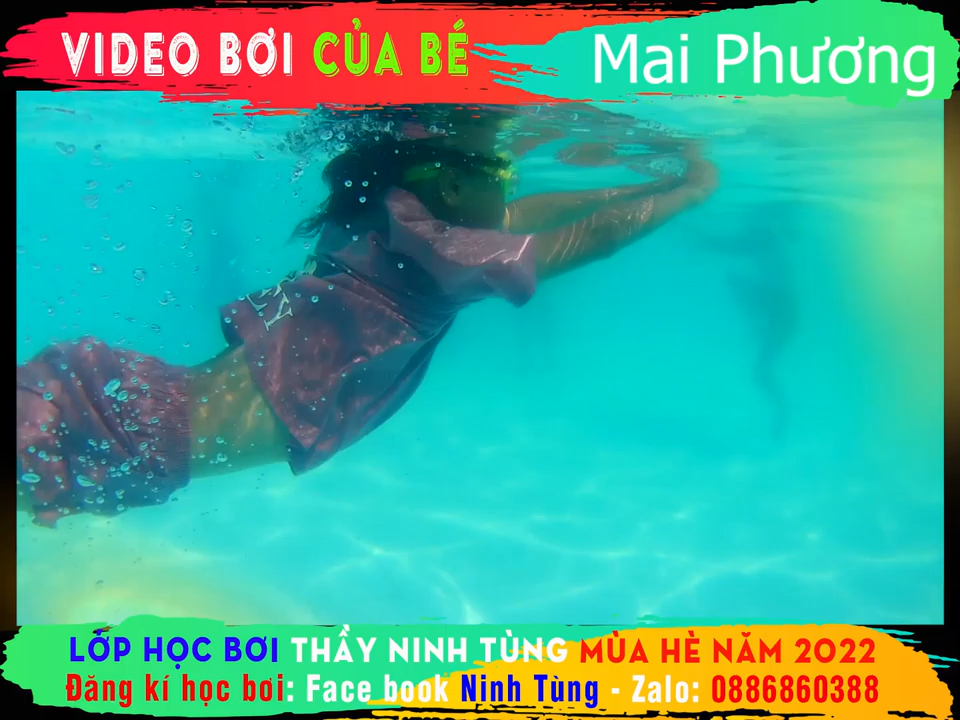 VIDEO BƠI CỦA BÉ
Mai Phương
LỚP HỌC BƠI THẦY NINH TÙNG MÙA HÈ NĂM 2022
Đăng kí học bơi: Face book Ninh Tùng - Zalo: 0886860388